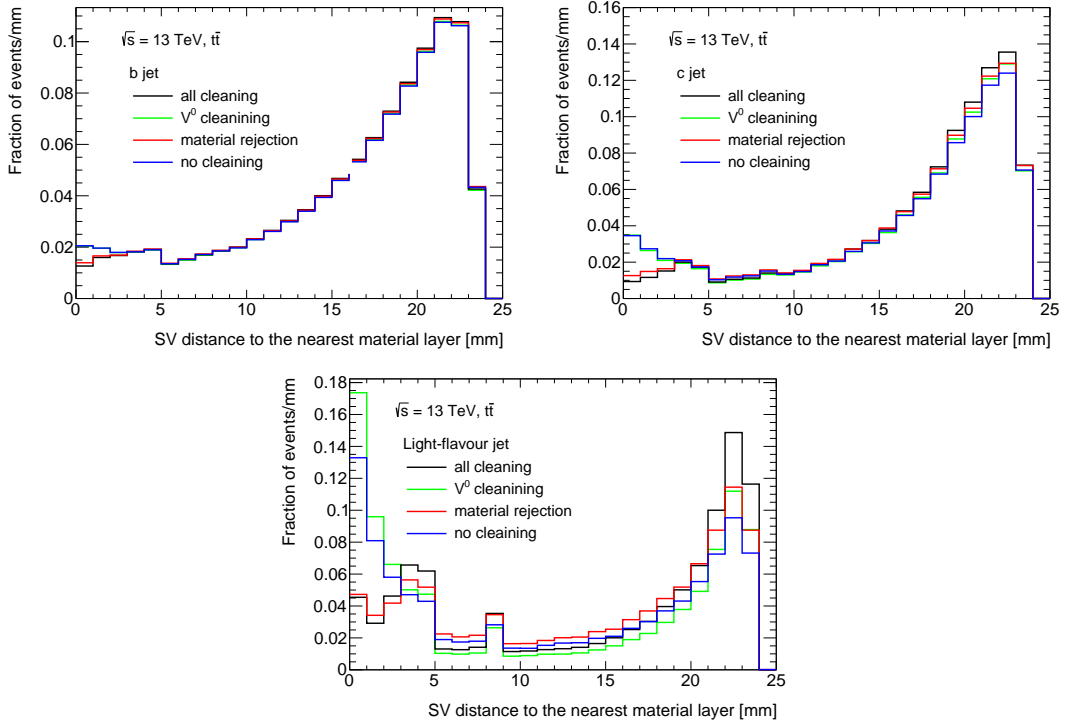 Fraction of events/mm
0.1
0.08
0.06
0.04
0.02
0
√s = 13 TeV, tt̄
b jet
all cleaning
V⁰ cleanining
material rejection
no cleaining
0 5 10 15 20 25
SV distance to the nearest material layer [mm]
Fraction of events/mm
0.16
0.14
0.12
0.1
0.08
0.06
0.04
0.02
0
√s = 13 TeV, tt̄
c jet
all cleaning
V⁰ cleanining
material rejection
no cleaining
0 5 10 15 20 25
SV distance to the nearest material layer [mm]
Fraction of events/mm
0.18
0.16
0.14
0.12
0.1
0.08
0.06
0.04
0.02
0
√s = 13 TeV, tt̄
Light-flavour jet
all cleaning
V⁰ cleanining
material rejection
no cleaining
0 5 10 15 20 25
SV distance to the nearest material layer [mm]